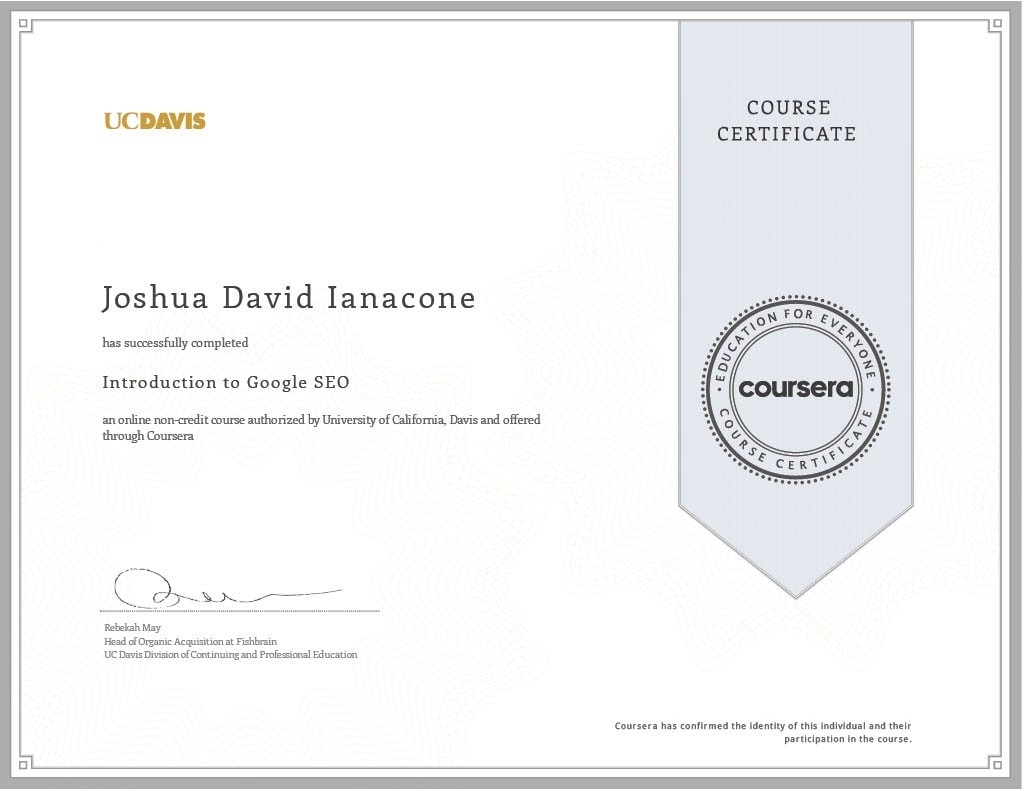 UCDAVIS
COURSE
CERTIFICATE
Joshua David Ianacone
has successfully completed
Introduction to Google SEO
an online non-credit course authorized by University of California, Davis and offered
through Coursera
EDUCATION FOR EVERYONE
coursera
COURSE CERTIFICATE
Rebekah May
Head of Organic Acquisition at Fishbrain
UC Davis Division of Continuing and Professional Education
Coursera has confirmed the identity of this individual and their
participation in the course.